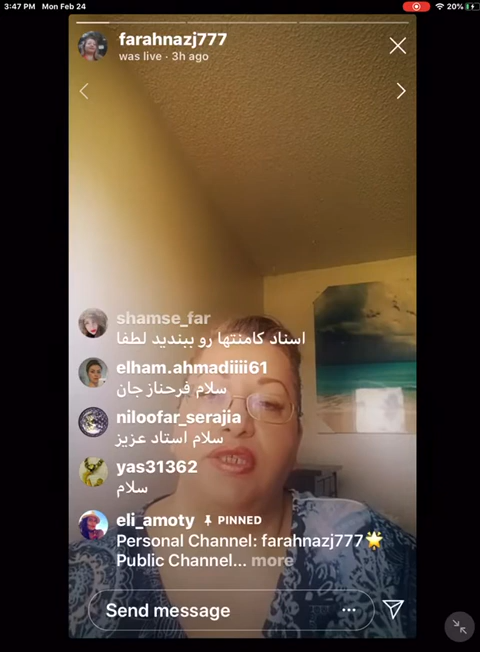 3:47 PM Mon Feb 24
20%
farahnazj777
was live · 3h ago
shamse_far
اسناد کامنتها رو ببندید لطفا
elham.ahmadiiii61
سلام فرحناز جان
niloofar_serajia
سلام استاد عزیز
yas31362
سلام
eli_amoty PINNED
Personal Channel: farahnazj777🌟
Public Channel... more
Send message